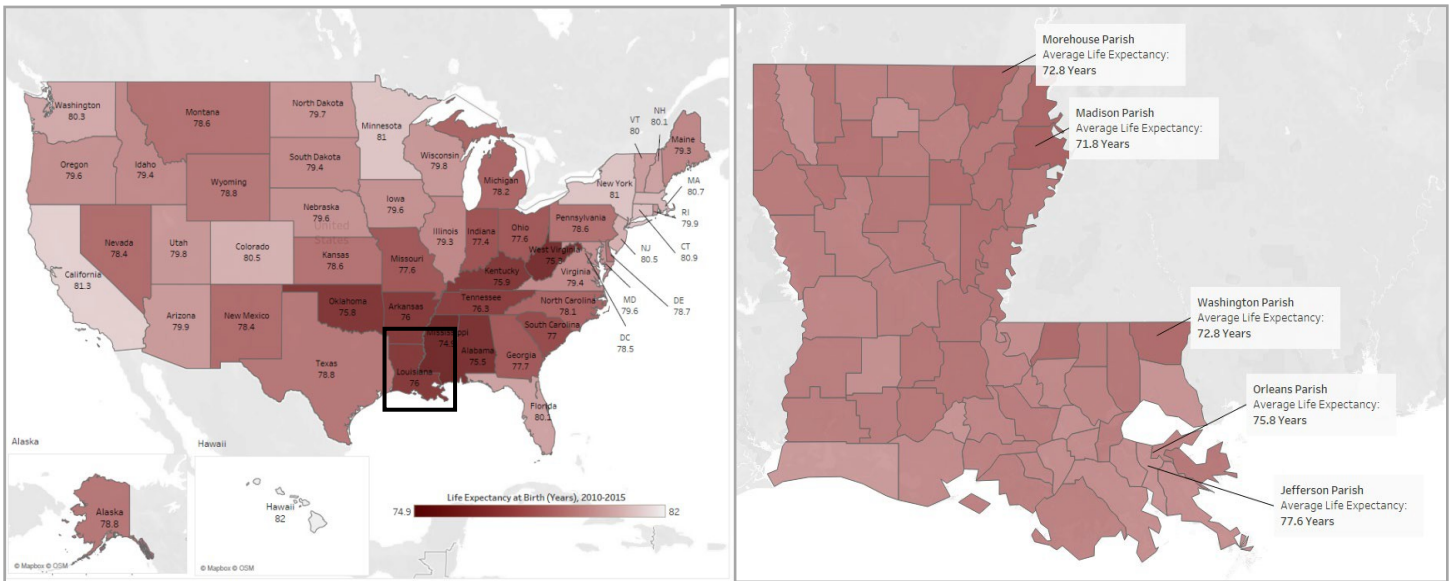 Washington
80.3
Montana
78.6
North Dakota
79.7
Minnesota
81
VT
80
NH
80.1
Maine
79.3
Oregon
79.6
Idaho
79.4
South Dakota
79.4
Wisconsin
79.8
Michigan
78.2
New York
81
MA
80.7
Wyoming
78.8
Nebraska
79.6
Iowa
79.6
Pennsylvania
78.6
RI
79.9
United
States
Nevada
78.4
Utah
79.8
Colorado
80.5
Kansas
78.6
Missouri
77.6
Illinois
79.3
Indiana
77.4
Ohio
77.6
West Virginia
Virginia
79.4
NJ
80.5
CT
80.9
California
81.3
Kentucky
75.9
MD
79.6
DE
78.7
DC
78.5
Arizona
79.9
New Mexico
78.4
Oklahoma
75.8
Arkansas
76
Tennessee
76.3
North Carolina
78.1
South Carolina
77
Texas
78.8
Louisiana
76
Mississippi
74.9
Alabama
75.5
Georgia
77.7
Florida
80.1
Alaska
Hawaii
Alaska
78.8
Hawaii
82
Life Expectancy at Birth (Years), 2010-2015
74.9
82
© Mapbox © OSM
© Mapbox © OSM
Morehouse Parish
Average Life Expectancy:
72.8 Years
Madison Parish
Average Life Expectancy:
71.8 Years
Washington Parish
Average Life Expectancy:
72.8 Years
Orleans Parish
Average Life Expectancy:
75.8 Years
Jefferson Parish
Average Life Expectancy:
77.6 Years